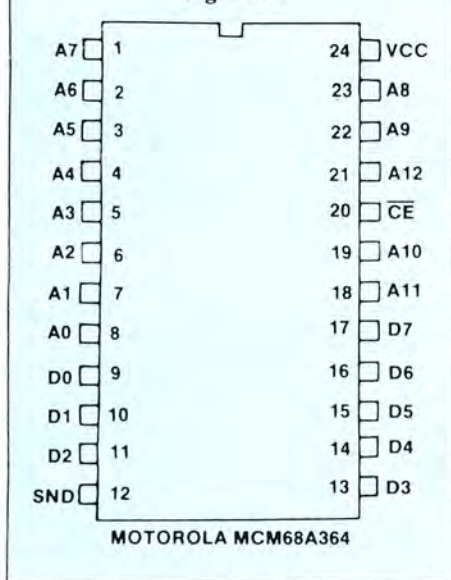 A7 1 24 VCC
A6 2 23 A8
A5 3 22 A9
A4 4 21 A12
A3 5 20 CE
A2 6 19 A10
A1 7 18 A11
A0 8 17 D7
D0 9 16 D6
D1 10 15 D5
D2 11 14 D4
SND 12 13 D3
MOTOROLA MCM68A364